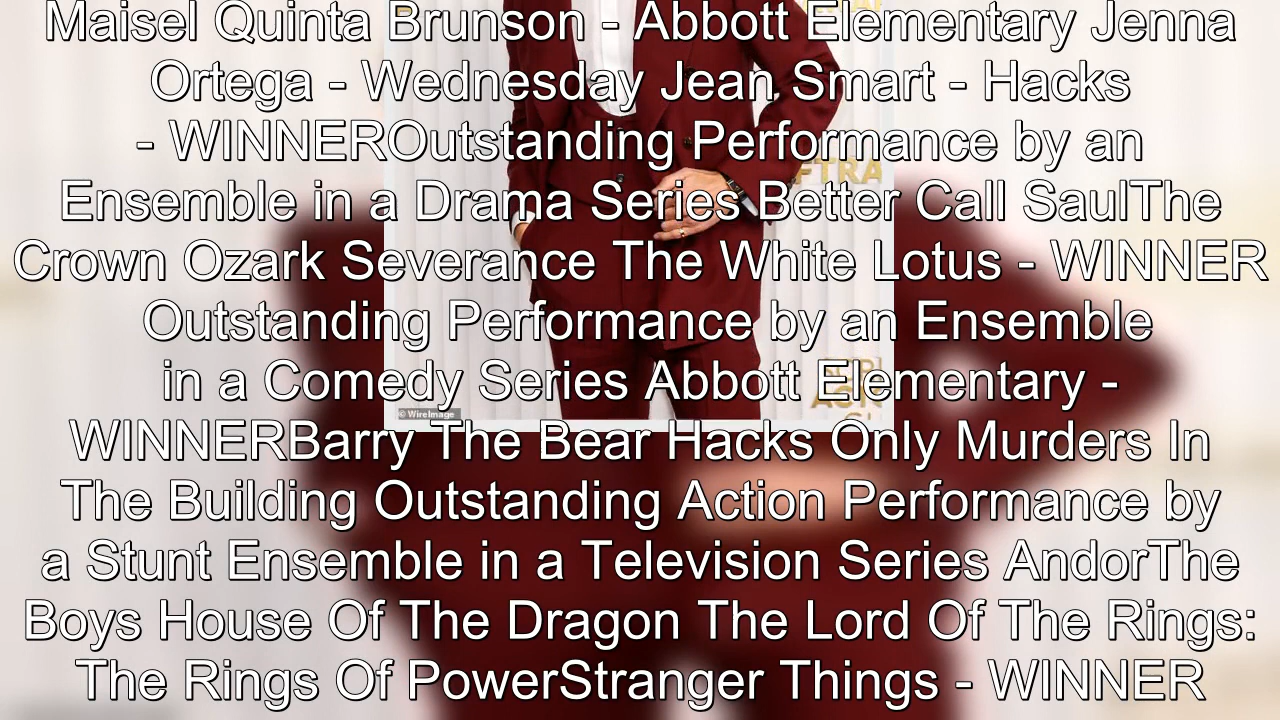 Maisel Quinta Brunson - Abbott Elementary Jenna
Ortega - Wednesday Jean Smart - Hacks
- WINNEROutstanding Performance by an
Ensemble in a Drama Series Better Call SaulThe
Crown Ozark Severance The White Lotus - WINNER
Outstanding Performance by an Ensemble
in a Comedy Series Abbott Elementary -
WINNERBarry The Bear Hacks Only Murders In
The Building Outstanding Action Performance by
a Stunt Ensemble in a Television Series AndorThe
Boys House Of The Dragon The Lord Of The Rings:
The Rings Of PowerStranger Things - WINNER
FTRA
© WireImage